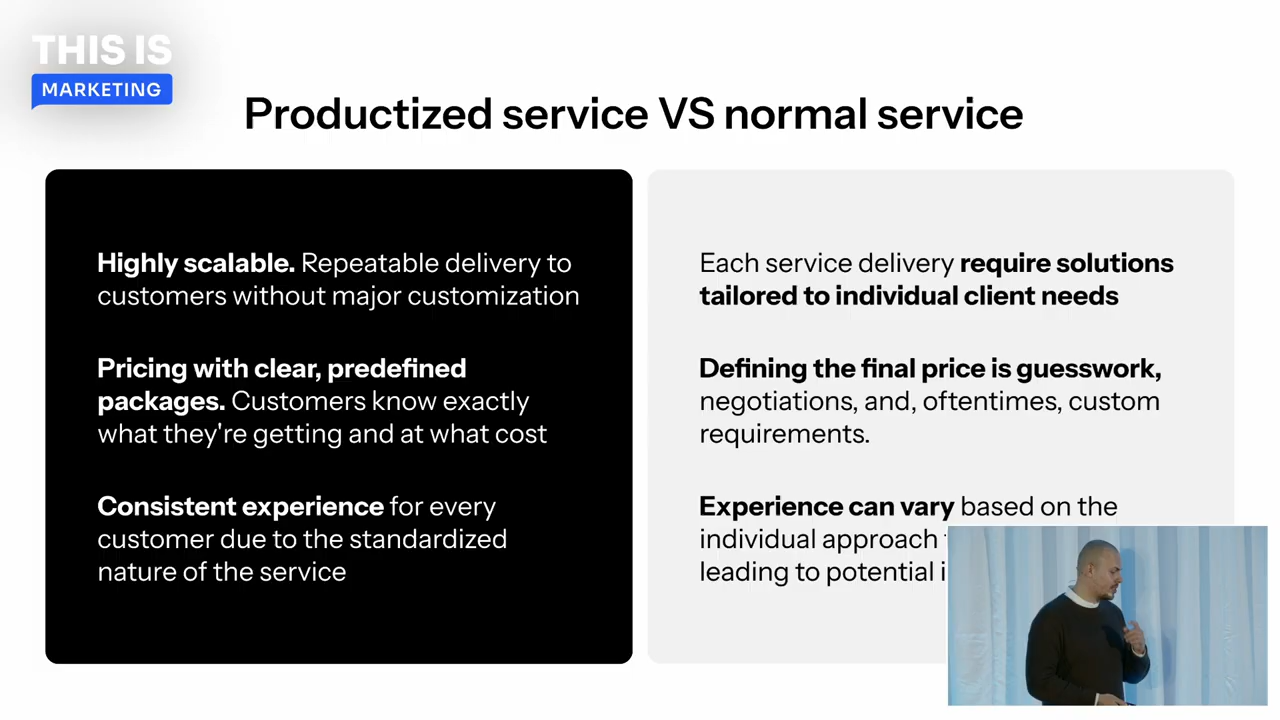 THIS IS
MARKETING
Productized service VS normal service
Highly scalable. Repeatable delivery to
customers without major customization
Pricing with clear, predefined
packages. Customers know exactly
what they're getting and at what cost
Consistent experience for every
customer due to the standardized
nature of the service
Each service delivery require solutions
tailored to individual client needs
Defining the final price is guesswork,
negotiations, and, oftentimes, custom
requirements.
Experience can vary based on the
individual approach
leading to potential